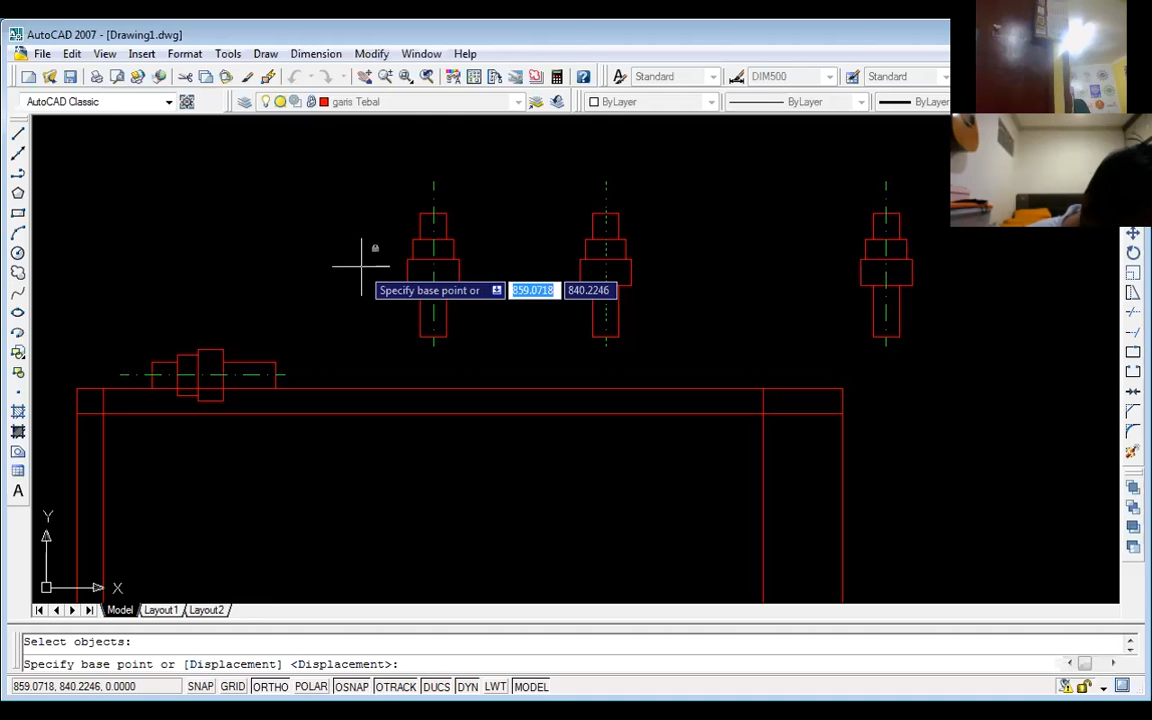 AutoCAD 2007 - [Drawing1.dwg]
File Edit View Insert Format Tools Draw Dimension Modify Window Help
Standard DIM500 Standard
AutoCAD Classic garis Tebal ByLayer ByLayer ByLayer
Specify base point or 859.0718 840.2246
Y
X
Model Layout1 Layout2
Select objects:
Specify base point or [Displacement] <Displacement>:
859.0718, 840.2246, 0.0000 SNAP GRID ORTHO POLAR OSNAP OTRACK DUCS DYN LWT MODEL